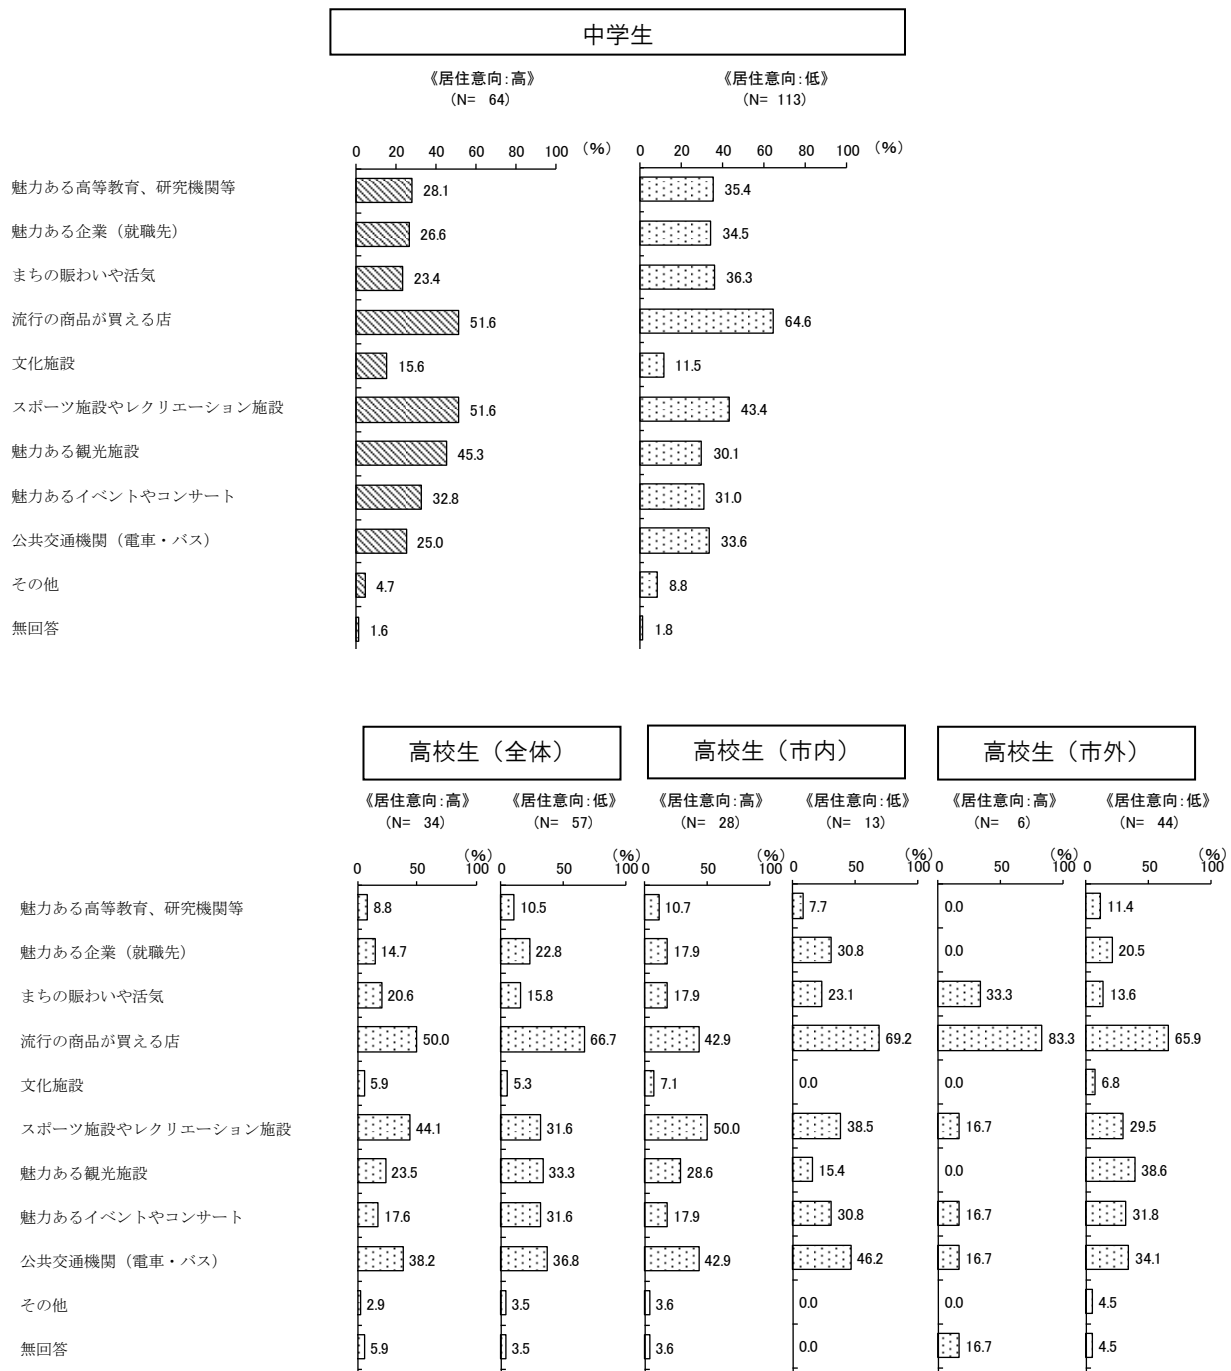 中学生
《居住意向:高》 《居住意向:低》
(N= 64) (N= 113)
0 20 40 60 80 100 (%) 0 20 40 60 80 100 (%)
魅力ある高等教育、研究機関等 28.1 35.4
魅力ある企業（就職先） 26.6 34.5
まちの賑わいや活気 23.4 36.3
流行の商品が買える店 51.6 64.6
文化施設 15.6 11.5
スポーツ施設やレクリエーション施設 51.6 43.4
魅力ある観光施設 45.3 30.1
魅力あるイベントやコンサート 32.8 31.0
公共交通機関（電車・バス） 25.0 33.6
その他 4.7 8.8
無回答 1.6 1.8
高校生（全体） 高校生（市内） 高校生（市外）
《居住意向:高》 《居住意向:低》 《居住意向:高》 《居住意向:低》 《居住意向:高》 《居住意向:低》
(N= 34) (N= 57) (N= 28) (N= 13) (N= 6) (N= 44)
(%) (%) (%) (%) (%) (%)
0 50 100 0 50 100 0 50 100 0 50 100 0 50 100 0 50 100
魅力ある高等教育、研究機関等 8.8 10.5 10.7 7.7 0.0 11.4
魅力ある企業（就職先） 14.7 22.8 17.9 30.8 0.0 20.5
まちの賑わいや活気 20.6 15.8 17.9 23.1 33.3 13.6
流行の商品が買える店 50.0 66.7 42.9 69.2 83.3 65.9
文化施設 5.9 5.3 7.1 0.0 0.0 6.8
スポーツ施設やレクリエーション施設 44.1 31.6 50.0 38.5 16.7 29.5
魅力ある観光施設 23.5 33.3 28.6 15.4 0.0 38.6
魅力あるイベントやコンサート 17.6 31.6 17.9 30.8 16.7 31.8
公共交通機関（電車・バス） 38.2 36.8 42.9 46.2 16.7 34.1
その他 2.9 3.5 3.6 0.0 0.0 4.5
無回答 5.9 3.5 3.6 0.0 16.7 4.5